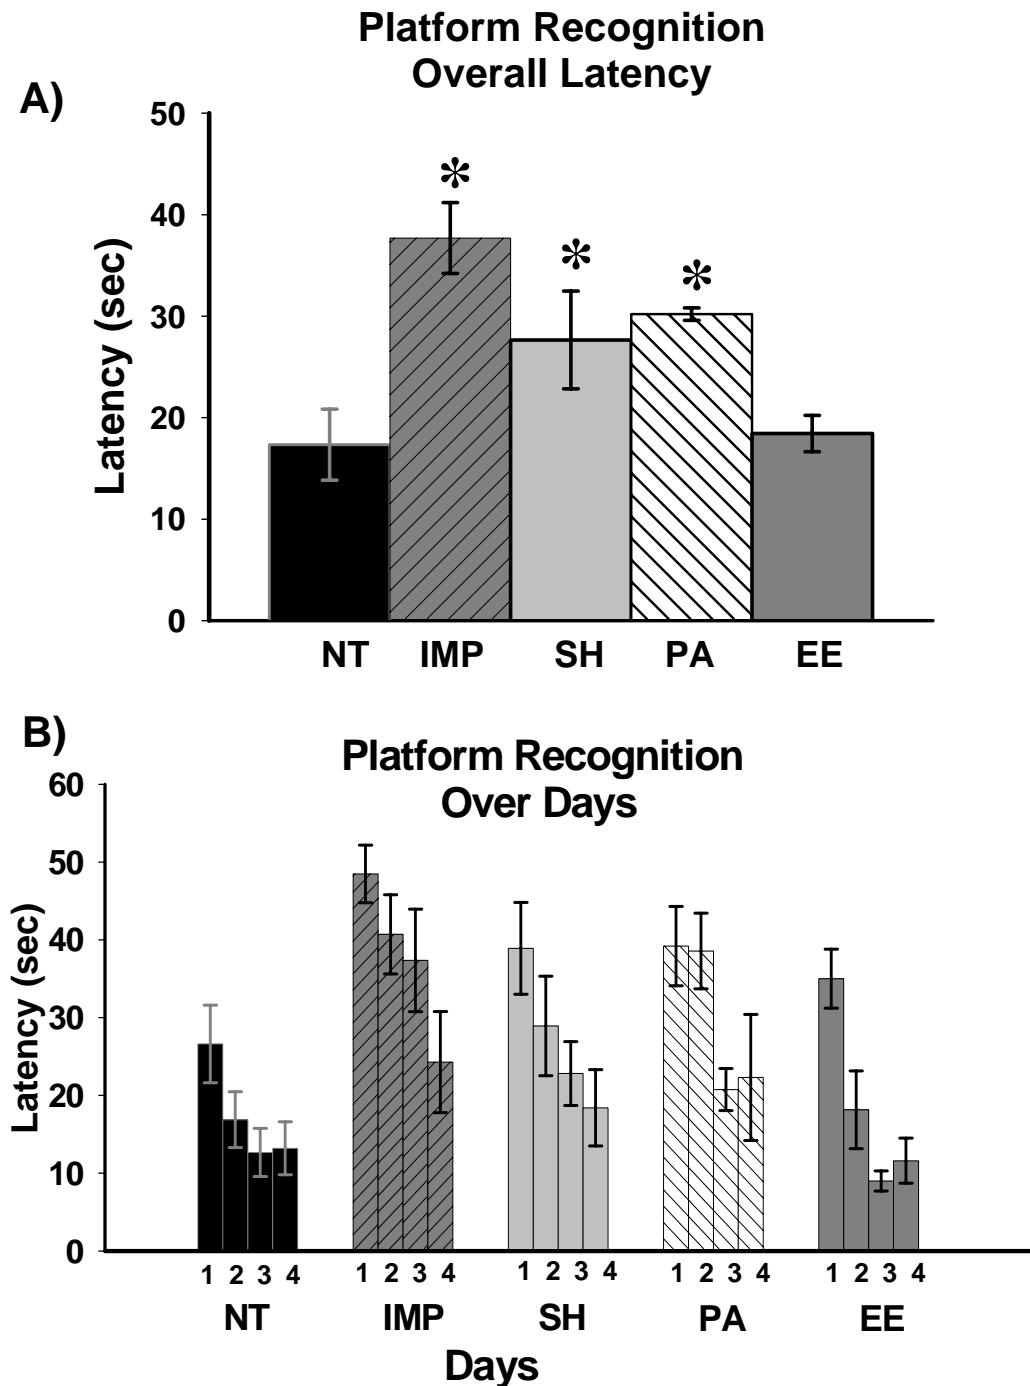 Platform Recognition
Overall Latency
A)
50
40
30
20
10
0
Latency (sec)
* * *
NT IMP SH PA EE
B)
Platform Recognition
Over Days
60
50
40
30
20
10
0
Latency (sec)
1 2 3 4 1 2 3 4 1 2 3 4 1 2 3 4 1 2 3 4
NT IMP SH PA EE
Days